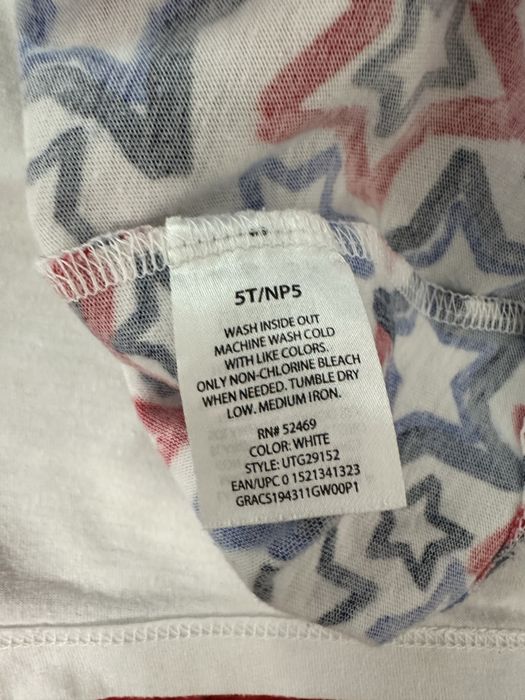 5T/NP5
WASH INSIDE OUT
MACHINE WASH COLD
WITH LIKE COLORS.
ONLY NON-CHLORINE BLEACH
WHEN NEEDED. TUMBLE DRY
LOW. MEDIUM IRON.
RN# 52469
COLOR: WHITE
STYLE: UTG29152
EAN/UPC 0 1521341323
GRACS194311GW00P1